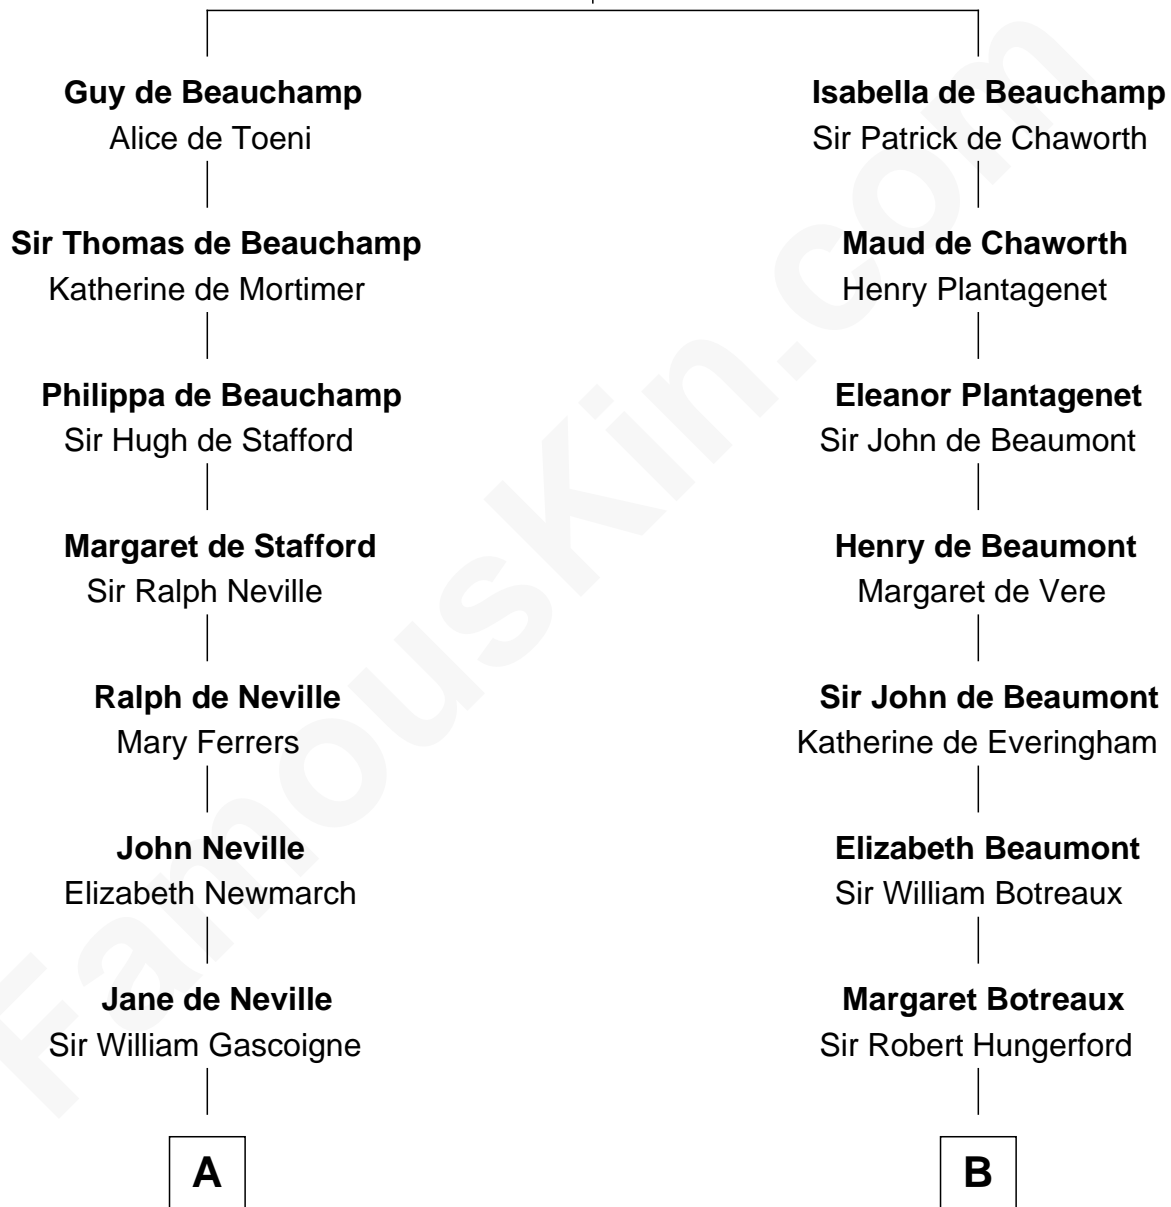 Guy de Beauchamp
Alice de Toeni
Isabella de Beauchamp
Sir Patrick de Chaworth
Sir Thomas de Beauchamp
Katherine de Mortimer
Maud de Chaworth
Henry Plantagenet
Philippa de Beauchamp
Sir Hugh de Stafford
Eleanor Plantagenet
Sir John de Beaumont
Margaret de Stafford
Sir Ralph Neville
Henry de Beaumont
Margaret de Vere
Ralph de Neville
Mary Ferrers
Sir John de Beaumont
Katherine de Everingham
John Neville
Elizabeth Newmarch
Elizabeth Beaumont
Sir William Botreaux
Jane de Neville
Sir William Gascoigne
Margaret Botreaux
Sir Robert Hungerford
A
B
FamousKin.com